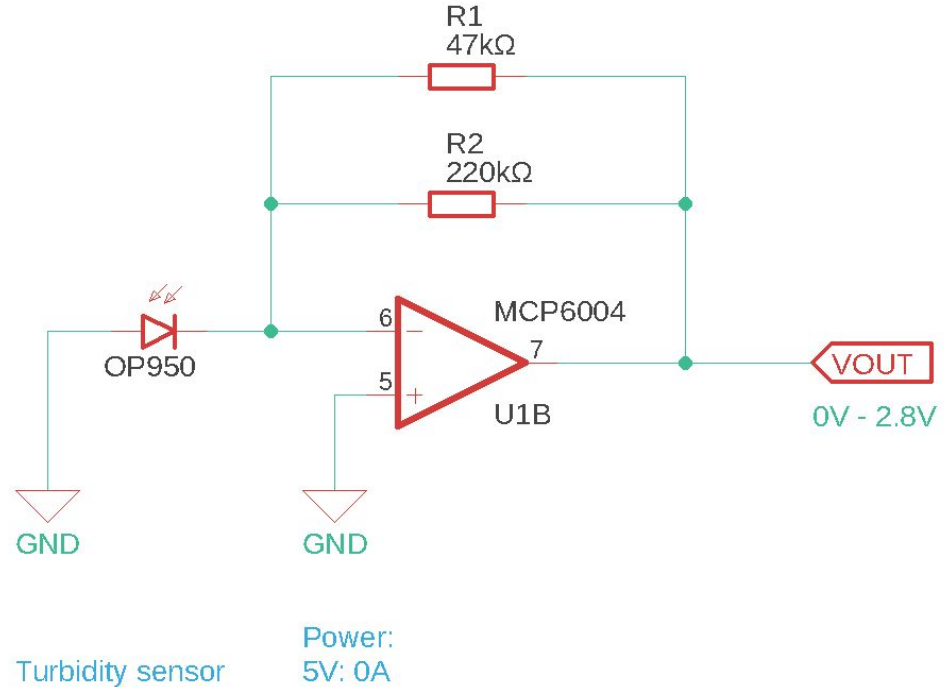 R1
47kΩ
R2
220kΩ
OP950
6
5
7
MCP6004
U1B
VOUT
0V - 2.8V
GND
GND
Power:
Turbidity sensor
5V: 0A